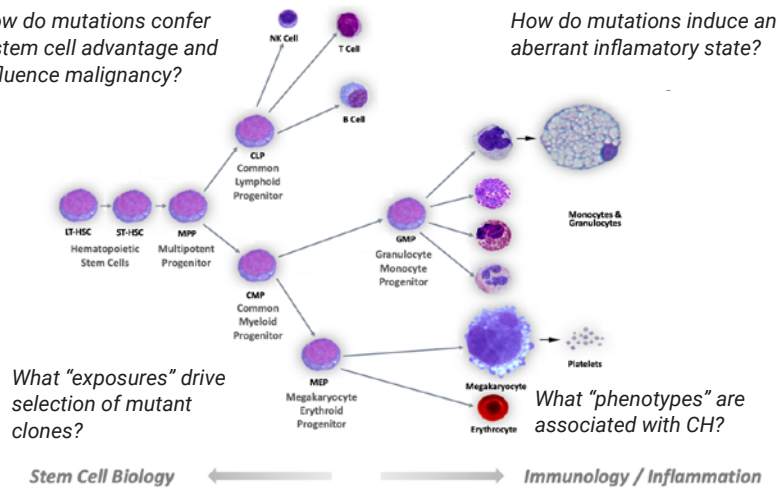 ow do mutations confer
stem cell advantage and
fluence malignancy?
How do mutations induce an
aberrant inflamatory state?
NK Cell
T Cell
B Cell
CLP
Common
Lymphoid
Progenitor
LT-HSC
ST-HSC
MPP
Hematopoietic
Stem Cells
Multipotent
Progenitor
GMP
Granulocyte
Monocyte
Progenitor
Monocytes &
Granulocytes
CMP
Common
Myeloid
Progenitor
MEP
Megakaryocyte
Erythroid
Progenitor
Megakaryocyte
Platelets
Erythrocyte
What “exposures” drive
selection of mutant
clones?
What “phenotypes” are
associated with CH?
Stem Cell Biology
Immunology / Inflammation